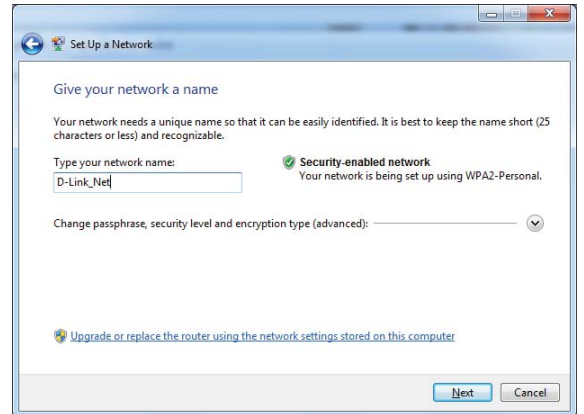 Set Up a Network
Give your network a name
Your network needs a unique name so that it can be easily identified. It is best to keep the name short (25
characters or less) and recognizable.
Type your network name:
D-Link_Net
Security-enabled network
Your network is being set up using WPA2-Personal.
Change passphrase, security level and encryption type (advanced):
Upgrade or replace the router using the network settings stored on this computer
Next
Cancel